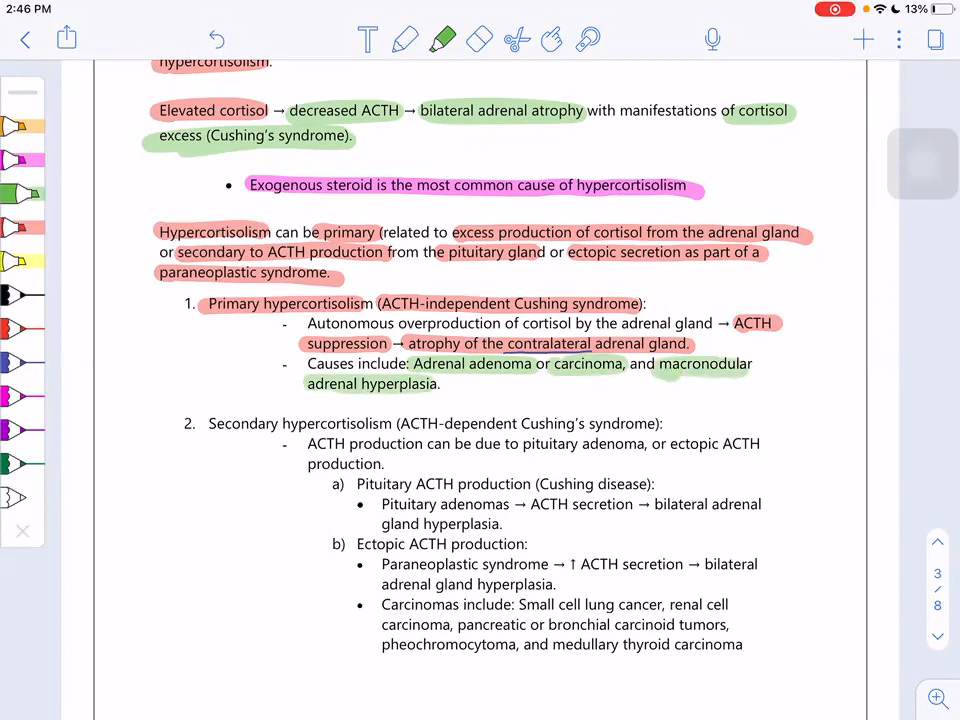 2:46 PM
13%
hypercortisolism.
Elevated cortisol → decreased ACTH → bilateral adrenal atrophy with manifestations of cortisol
excess (Cushing’s syndrome).
• Exogenous steroid is the most common cause of hypercortisolism
Hypercortisolism can be primary (related to excess production of cortisol from the adrenal gland
or secondary to ACTH production from the pituitary gland or ectopic secretion as part of a
paraneoplastic syndrome.
1. Primary hypercortisolism (ACTH-independent Cushing syndrome):
- Autonomous overproduction of cortisol by the adrenal gland → ACTH
suppression → atrophy of the contralateral adrenal gland.
- Causes include: Adrenal adenoma or carcinoma, and macronodular
adrenal hyperplasia.
2. Secondary hypercortisolism (ACTH-dependent Cushing’s syndrome):
- ACTH production can be due to pituitary adenoma, or ectopic ACTH
production.
a) Pituitary ACTH production (Cushing disease):
• Pituitary adenomas → ACTH secretion → bilateral adrenal
gland hyperplasia.
b) Ectopic ACTH production:
• Paraneoplastic syndrome → ↑ ACTH secretion → bilateral
adrenal gland hyperplasia.
• Carcinomas include: Small cell lung cancer, renal cell
carcinoma, pancreatic or bronchial carcinoid tumors,
pheochromocytoma, and medullary thyroid carcinoma
3
/
8